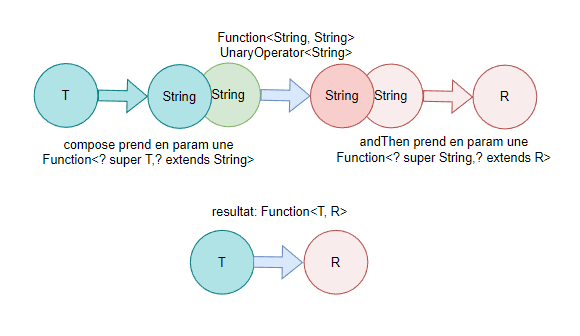 Function<String, String>
UnaryOperator<String>
T
String
String
String
String
R
compose prend en param une
Function<? super T,? extends String>
andThen prend en param une
Function<? super String,? extends R>
resultat: Function<T, R>
T
R